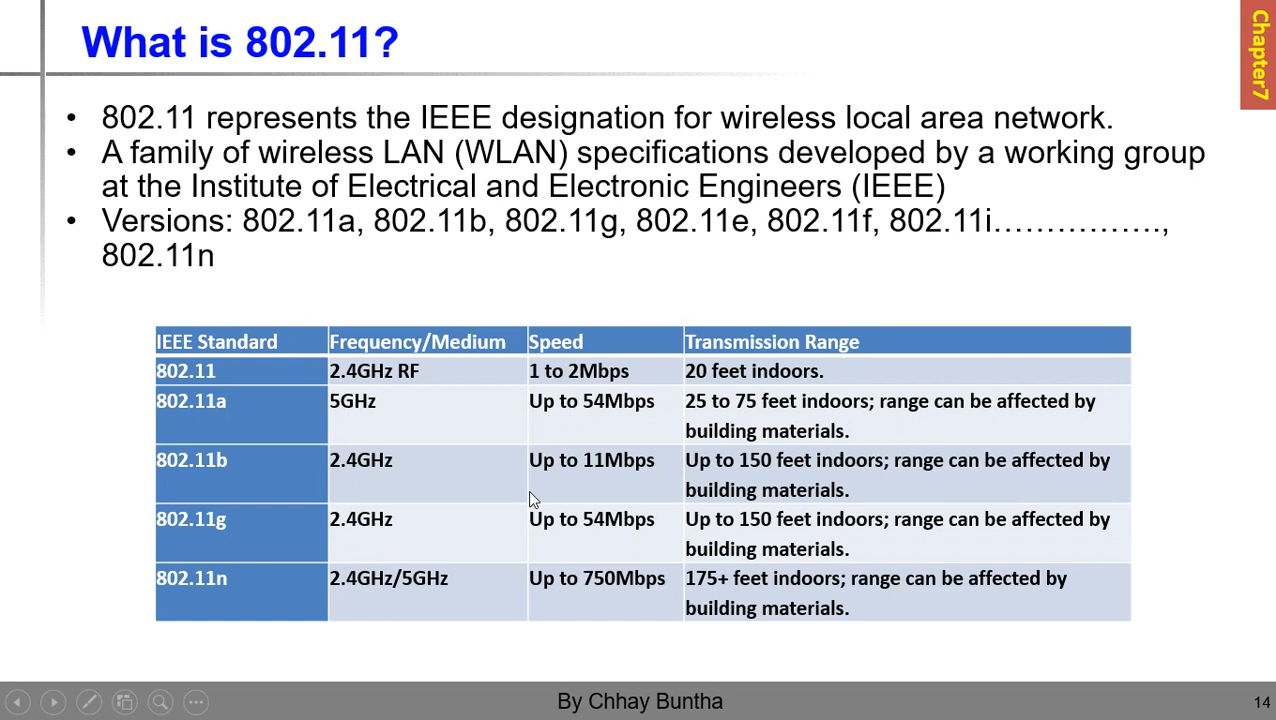 What is 802.11?
Chapter7
• 802.11 represents the IEEE designation for wireless local area network.
• A family of wireless LAN (WLAN) specifications developed by a working group
at the Institute of Electrical and Electronic Engineers (IEEE)
• Versions: 802.11a, 802.11b, 802.11g, 802.11e, 802.11f, 802.11i…………….,
802.11n
IEEE Standard Frequency/Medium Speed Transmission Range
802.11 2.4GHz RF 1 to 2Mbps 20 feet indoors.
802.11a 5GHz Up to 54Mbps 25 to 75 feet indoors; range can be affected by
building materials.
802.11b 2.4GHz Up to 11Mbps Up to 150 feet indoors; range can be affected by
building materials.
802.11g 2.4GHz Up to 54Mbps Up to 150 feet indoors; range can be affected by
building materials.
802.11n 2.4GHz/5GHz Up to 750Mbps 175+ feet indoors; range can be affected by
building materials.
By Chhay Buntha
14